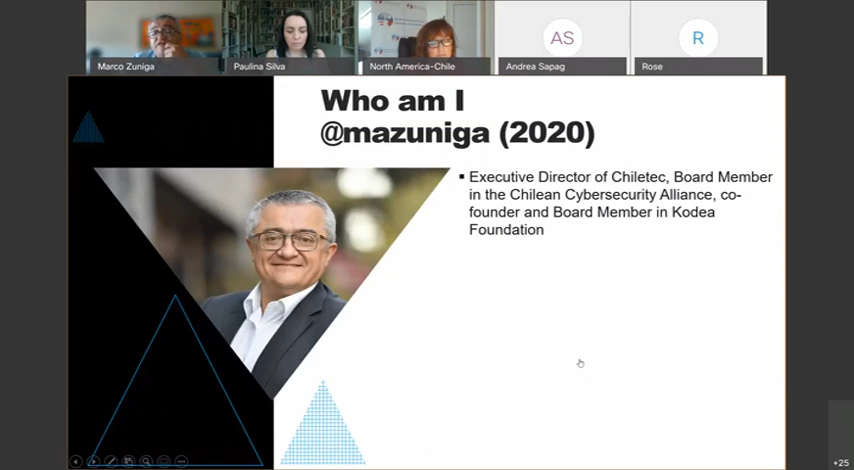 AS
R
Marco Zuniga
Paulina Silva
North America-Chile
Andrea Sapag
Rose
Who am I
@mazuniga (2020)
▪ Executive Director of Chiletec, Board Member
in the Chilean Cybersecurity Alliance, co-
founder and Board Member in Kodea
Foundation
+25